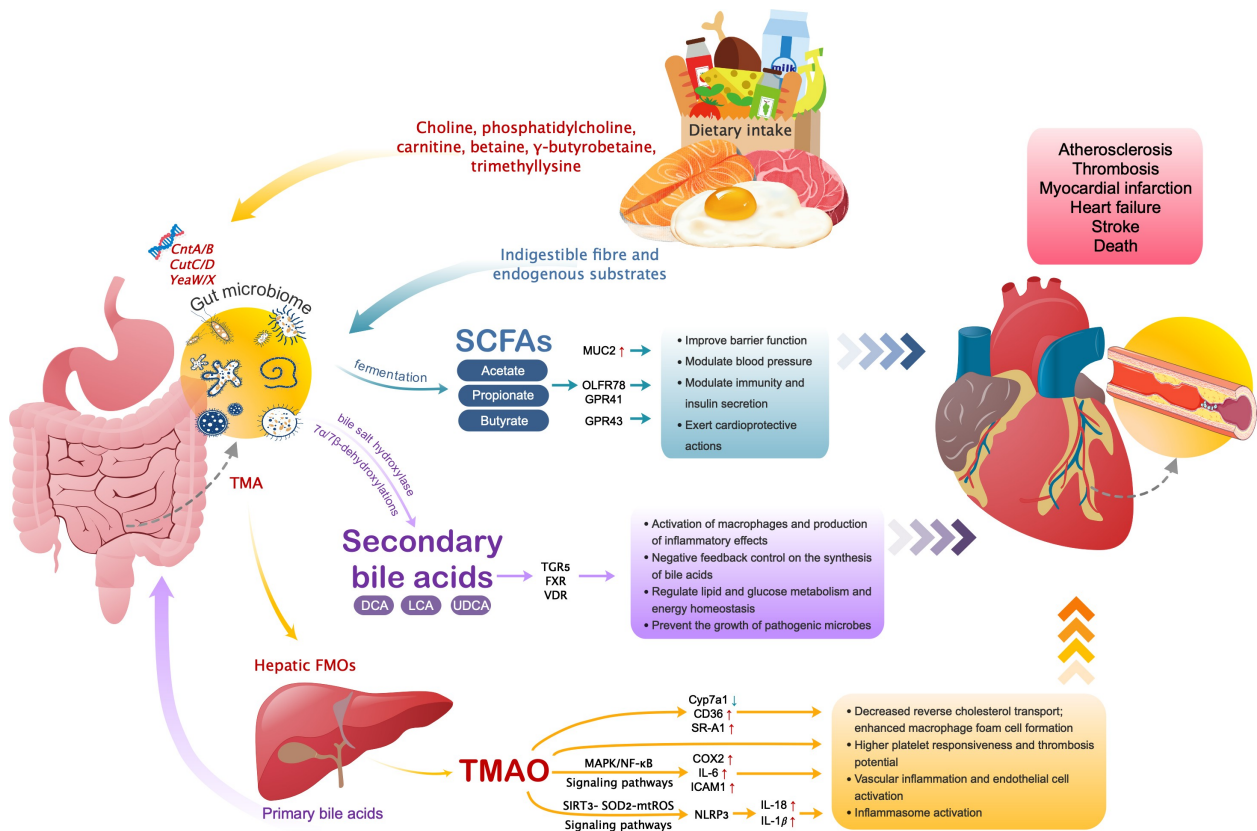 milk
Dietary intake
Choline, phosphatidylcholine,
carnitine, betaine, γ-butyrobetaine,
trimethyllysine
Atherosclerosis
Thrombosis
Myocardial infarction
Heart failure
Stroke
Death
CntA/B
CutC/D
YeaW/X
Gut microbiome
Indigestible fibre and
endogenous substrates
fermentation
SCFAs
Acetate
Propionate
Butyrate
MUC2 ↑
OLFR78
GPR41
GPR43
• Improve barrier function
• Modulate blood pressure
• Modulate immunity and
insulin secretion
• Exert cardioprotective
actions
TMA
bile salt hydroxylase
7α/7β-dehydroxylations
Secondary
bile acids
DCA
LCA
UDCA
TGR5
FXR
VDR
• Activation of macrophages and production
of inflammatory effects
• Negative feedback control on the synthesis
of bile acids
• Regulate lipid and glucose metabolism and
energy homeostasis
• Prevent the growth of pathogenic microbes
Hepatic FMOs
Primary bile acids
TMAO
Cyp7a1 ↓
CD36 ↑
SR-A1 ↑
MAPK/NF-κB
Signaling pathways
COX2 ↑
IL-6 ↑
ICAM1 ↑
SIRT3- SOD2-mtROS
Signaling pathways
NLRP3
IL-18 ↑
IL-1β ↑
• Decreased reverse cholesterol transport;
enhanced macrophage foam cell formation
• Higher platelet responsiveness and thrombosis
potential
• Vascular inflammation and endothelial cell
activation
• Inflammasome activation